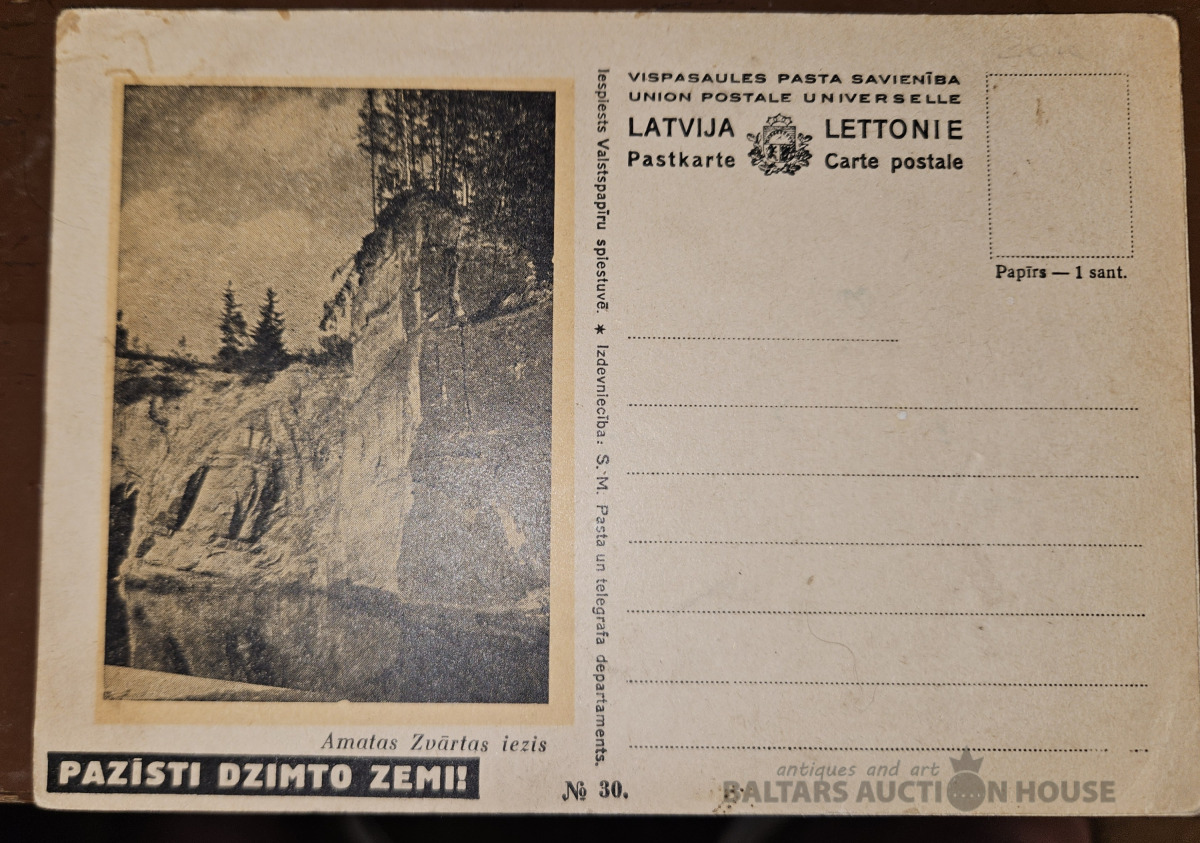 Amatas Zvārtas iezis
PAZĪSTI DZIMTO ZEMI!
Iespiests Valstspapīru spiestuvē. * Izdevniecība: S. M. Pasta un telegrafa departaments.
№ 30.
VISPASAULES PASTA SAVIENĪBA
UNION POSTALE UNIVERSELLE
LATVIJA LETTONIE
Pastkarte Carte postale
Papīrs — 1 sant.
antiques and art
BALTARS AUCTION HOUSE